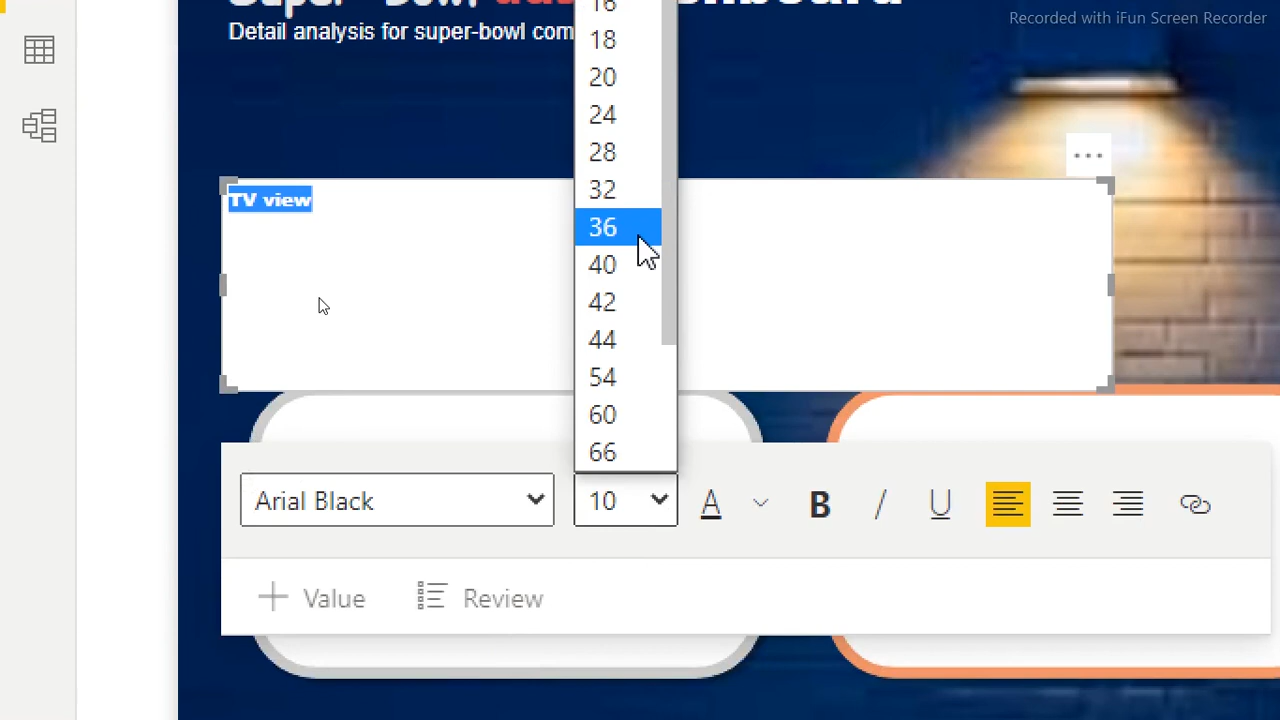 Recorded with iFun Screen Recorder
Detail analysis for super-bowl com
16
18
20
24
28
32
36
40
42
44
54
60
66
TV view
Arial Black
10
A
B
/
U
Value
Review